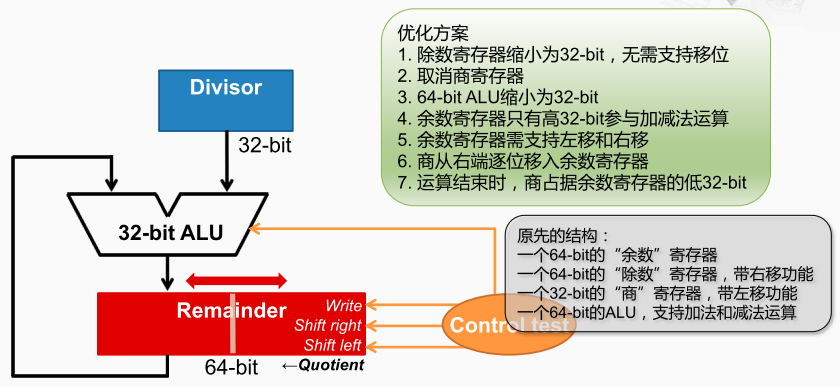 优化方案
1. 除数寄存器缩小为32-bit，无需支持移位
2. 取消商寄存器
3. 64-bit ALU缩小为32-bit
4. 余数寄存器只有高32-bit参与加减法运算
5. 余数寄存器需支持左移和右移
6. 商从右端逐位移入余数寄存器
7. 运算结束时，商占据余数寄存器的低32-bit
Divisor
32-bit
32-bit ALU
原先的结构：
一个64-bit的“余数”寄存器
一个64-bit的“除数”寄存器，带右移功能
一个32-bit的“商”寄存器，带左移功能
一个64-bit的ALU，支持加法和减法运算
Remainder
Write
Shift right
Shift left
Control test
64-bit
←Quotient